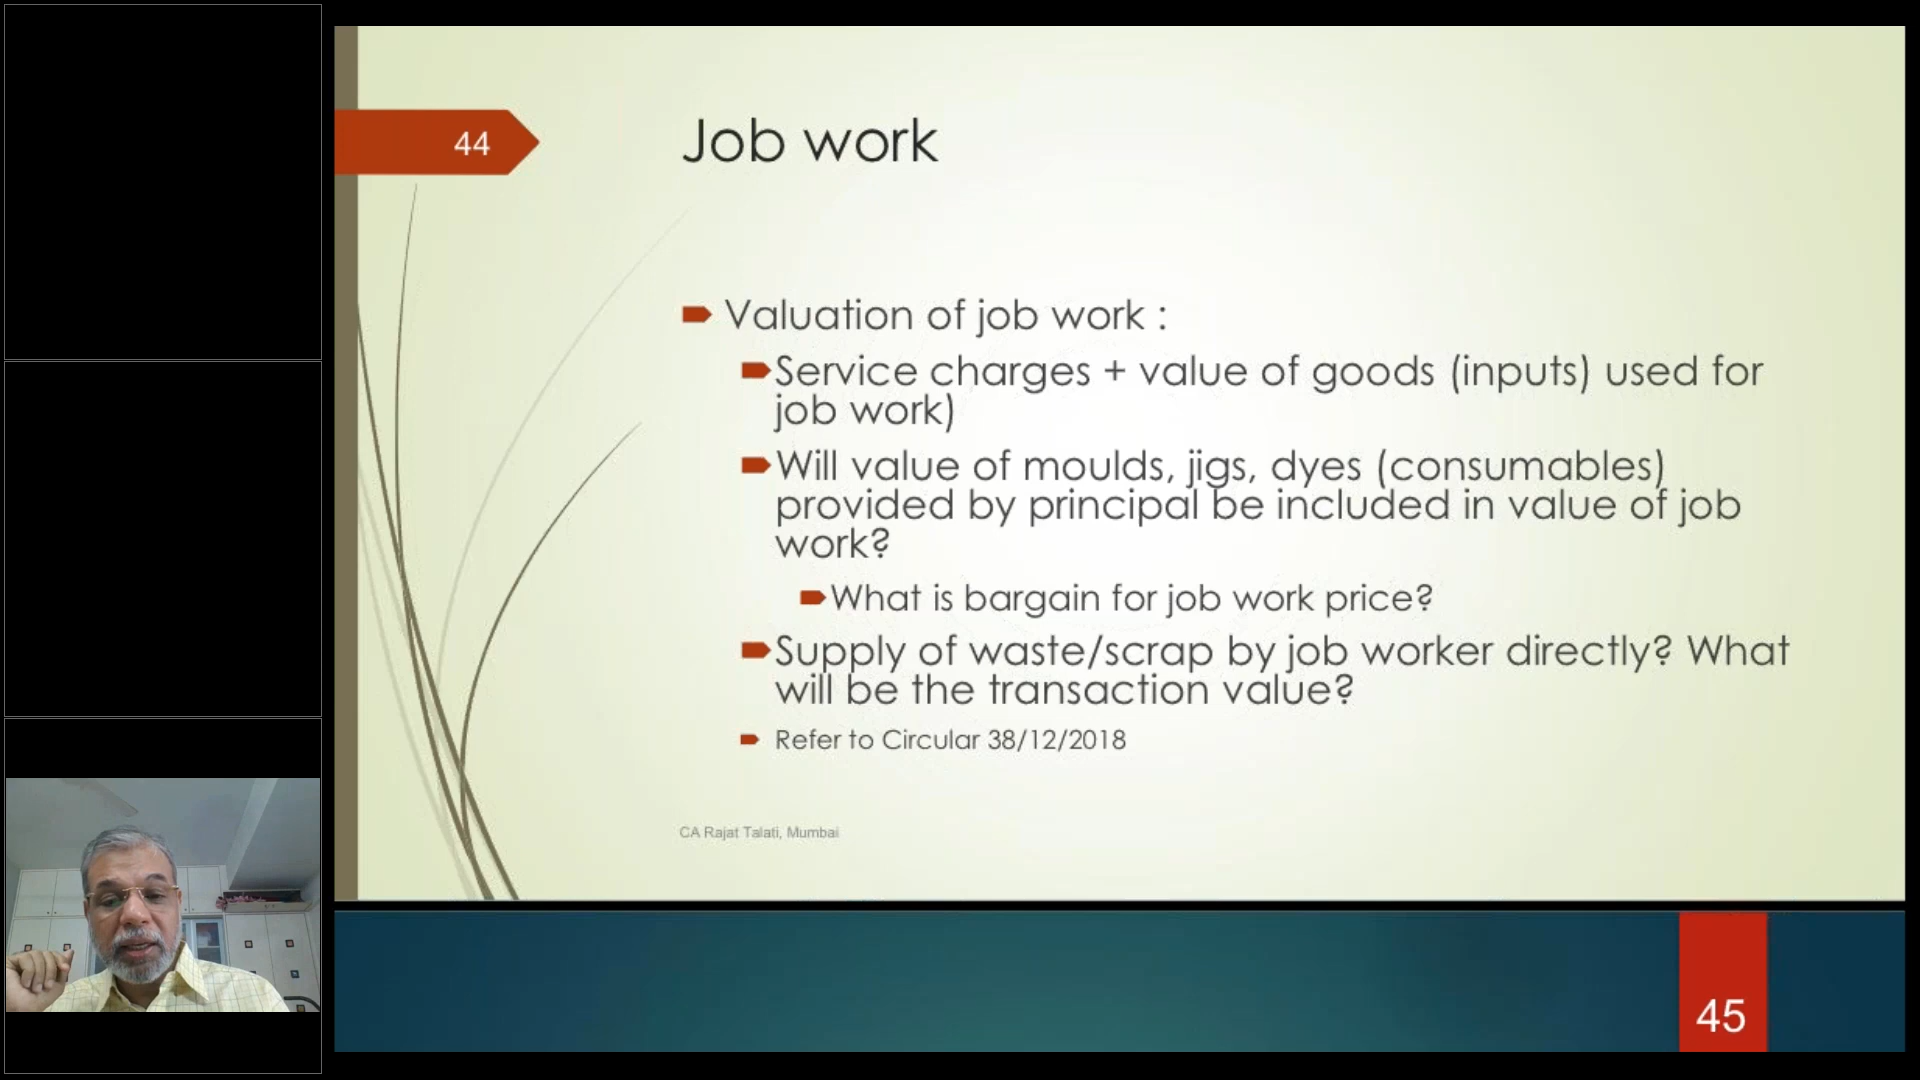 44
Job work
Valuation of job work :
Service charges + value of goods (inputs) used for
job work)
Will value of moulds, jigs, dyes (consumables)
provided by principal be included in value of job
work?
What is bargain for job work price?
Supply of waste/scrap by job worker directly? What
will be the transaction value?
Refer to Circular 38/12/2018
CA Rajat Talati, Mumbai
45